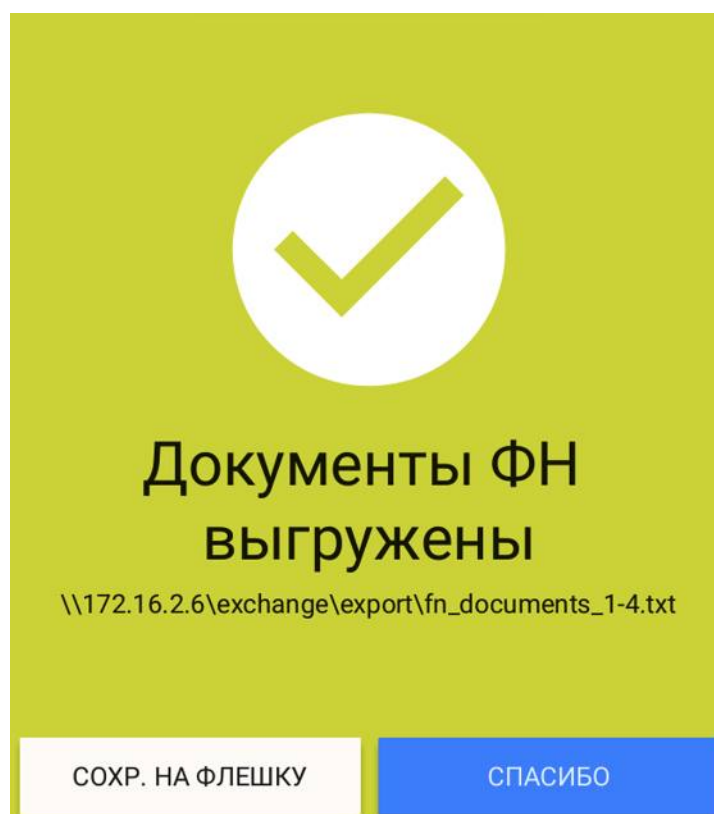 Документы ФН
выгружены
\\172.16.2.6\exchange\export\fn_documents_1-4.txt
СОХР. НА ФЛЕШКУ
СПАСИБО